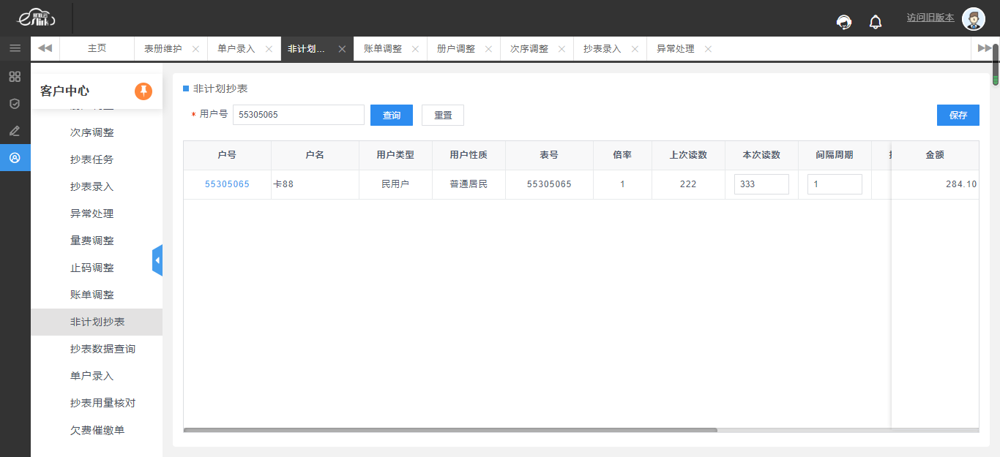 易联云
eslink
访问旧版本
主页
表册维护
单户录入
非计划...
账单调整
册户调整
次序调整
抄表录入
异常处理
客户中心
次序调整
抄表任务
抄表录入
异常处理
量费调整
止码调整
账单调整
非计划抄表
抄表数据查询
单户录入
抄表用量核对
欠费催缴单
非计划抄表
* 用户号 55305065 查询 重置 保存
户号 户名 用户类型 用户性质 表号 倍率 上次读数 本次读数 间隔周期 金额
55305065 卡88 民用户 普通居民 55305065 1 222 333 1 284.10